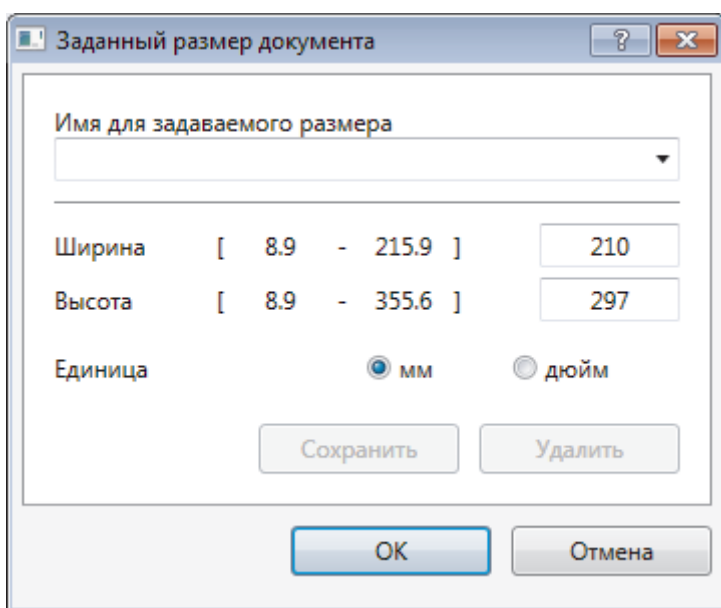 Заданный размер документа
Имя для задаваемого размера
Ширина [ 8.9 - 215.9 ] 210
Высота [ 8.9 - 355.6 ] 297
Единица мм дюйм
Сохранить Удалить
OK Отмена